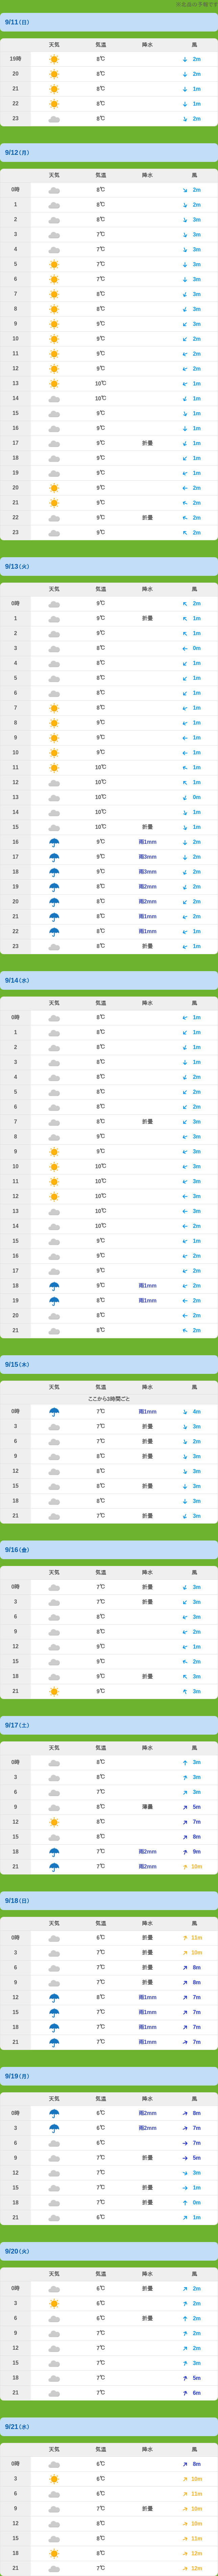 9/11(日)
天気 気温 降水 風
19時 8℃ 2m
20 8℃ 2m
21 8℃ 1m
22 8℃ 1m
23 8℃ 2m
9/12(月)
天気 気温 降水 風
0時 8℃ 2m
1 8℃ 2m
2 8℃ 3m
3 7℃ 3m
4 7℃ 3m
5 7℃ 3m
6 7℃ 3m
7 8℃ 3m
8 8℃ 3m
9 9℃ 3m
10 9℃ 2m
11 9℃ 2m
12 9℃ 2m
13 10℃ 1m
14 10℃ 1m
15 9℃ 1m
16 9℃ 1m
17 9℃ 折畳 1m
18 9℃ 1m
19 9℃ 1m
20 9℃ 2m
21 9℃ 2m
22 9℃ 折畳 2m
23 9℃ 2m
9/13(火)
天気 気温 降水 風
0時 9℃ 2m
1 9℃ 折畳 1m
2 9℃ 1m
3 8℃ 0m
4 8℃ 1m
5 8℃ 1m
6 8℃ 1m
7 8℃ 1m
8 8℃ 1m
9 9℃ 1m
10 9℃ 1m
11 10℃ 1m
12 10℃ 1m
13 10℃ 0m
14 10℃ 1m
15 10℃ 折畳 1m
16 9℃ 雨1mm 2m
17 9℃ 雨3mm 2m
18 9℃ 雨3mm 2m
19 8℃ 雨2mm 2m
20 8℃ 雨2mm 2m
21 8℃ 雨1mm 2m
22 8℃ 雨1mm 1m
23 8℃ 折畳 1m
9/14(水)
天気 気温 降水 風
0時 8℃ 1m
1 8℃ 1m
2 8℃ 1m
3 8℃ 1m
4 8℃ 2m
5 8℃ 2m
6 8℃ 2m
7 8℃ 折畳 3m
8 9℃ 3m
9 9℃ 3m
10 10℃ 3m
11 10℃ 3m
12 10℃ 3m
13 10℃ 3m
14 10℃ 2m
15 9℃ 1m
16 9℃ 2m
17 9℃ 2m
18 9℃ 雨1mm 2m
19 8℃ 雨1mm 2m
20 8℃ 2m
21 8℃ 2m
9/15(木)
天気 気温 降水 風
ここから3時間ごと
0時 7℃ 雨1mm 4m
3 7℃ 折畳 3m
6 7℃ 折畳 2m
9 8℃ 折畳 3m
12 8℃ 3m
15 8℃ 折畳 3m
18 8℃ 3m
21 7℃ 折畳 3m
9/16(金)
天気 気温 降水 風
0時 7℃ 折畳 3m
3 7℃ 折畳 3m
6 8℃ 3m
9 8℃ 2m
12 9℃ 1m
15 9℃ 2m
18 9℃ 折畳 3m
21 9℃ 3m
9/17(土)
天気 気温 降水 風
0時 8℃ 3m
3 8℃ 3m
6 7℃ 3m
9 8℃ 薄曇 5m
12 8℃ 7m
15 8℃ 8m
18 7℃ 雨2mm 9m
21 7℃ 雨2mm 10m
9/18(日)
天気 気温 降水 風
0時 6℃ 折畳 11m
3 7℃ 折畳 10m
6 7℃ 折畳 8m
9 7℃ 折畳 8m
12 8℃ 雨1mm 7m
15 7℃ 雨1mm 7m
18 7℃ 雨1mm 7m
21 7℃ 雨1mm 7m
9/19(月)
天気 気温 降水 風
0時 6℃ 雨2mm 8m
3 6℃ 雨2mm 7m
6 6℃ 7m
9 7℃ 折畳 5m
12 7℃ 3m
15 7℃ 折畳 1m
18 7℃ 折畳 0m
21 6℃ 1m
9/20(火)
天気 気温 降水 風
0時 6℃ 折畳 2m
3 6℃ 2m
6 6℃ 折畳 2m
9 7℃ 2m
12 7℃ 2m
15 7℃ 3m
18 7℃ 5m
21 7℃ 6m
9/21(水)
天気 気温 降水 風
0時 6℃ 8m
3 6℃ 10m
6 6℃ 11m
9 7℃ 折畳 10m
12 8℃ 10m
15 8℃ 11m
18 8℃ 12m
21 7℃ 12m